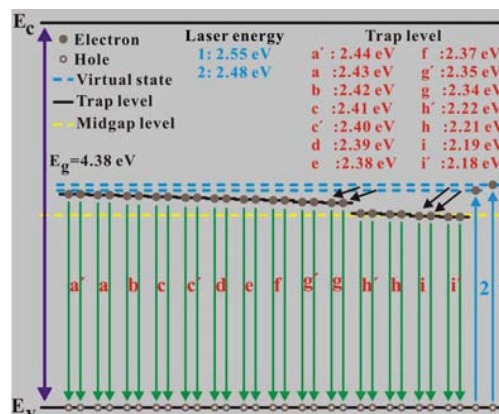 Ec
Electron
Hole
Virtual state
Trap level
Midgap level
Eg=4.38 eV
Laser energy
1: 2.55 eV
2: 2.48 eV
Trap level
a´ : 2.44 eV f :2.37 eV
a :2.43 eV g´:2.35 eV
b :2.42 eV g :2.34 eV
c :2.41 eV h´:2.22 eV
c´ :2.40 eV h :2.21 eV
d :2.39 eV i :2.19 eV
e :2.38 eV i´ :2.18 eV
a´ a b c c´ d e f g´ g h´ h i i´ 2
Ev